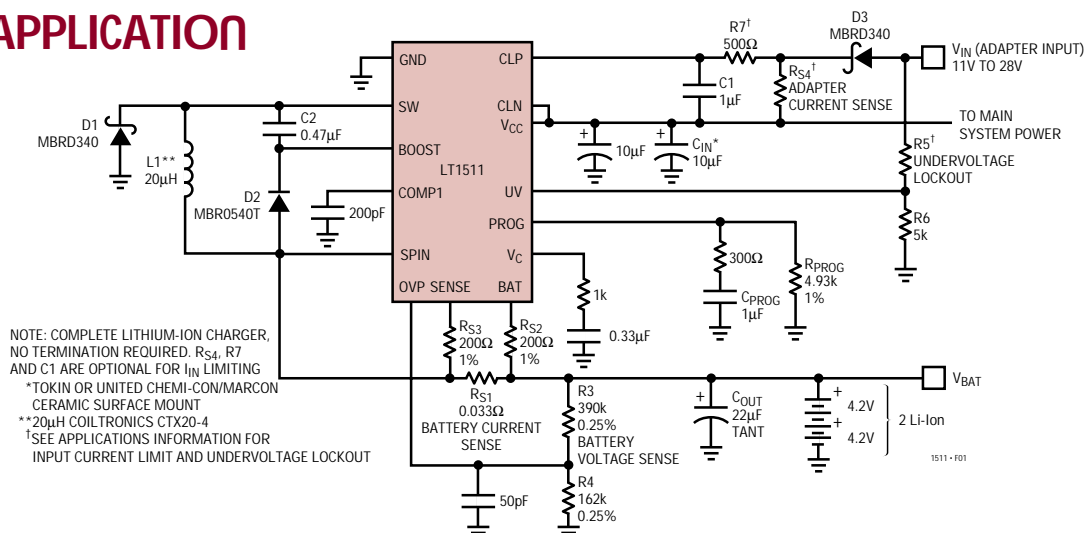 APPLICATION
GND
SW
BOOST
COMP1
SPIN
OVP SENSE
BAT
LT1511
CLP
CLN
VCC
UV
PROG
VC
D1
MBRD340
L1**
20µH
C2
0.47µF
D2
MBR0540T
200pF
R7†
500Ω
D3
MBRD340
VIN (ADAPTER INPUT)
11V TO 28V
C1
1µF
RS4†
ADAPTER
CURRENT SENSE
TO MAIN
SYSTEM POWER
+
10µF
+
CIN*
10µF
R5†
UNDERVOLTAGE
LOCKOUT
R6
5k
300Ω
CPROG
1µF
RPROG
4.93k
1%
1k
0.33µF
RS3
200Ω
1%
RS2
200Ω
1%
RS1
0.033Ω
BATTERY CURRENT
SENSE
R3
390k
0.25%
BATTERY
VOLTAGE SENSE
R4
162k
0.25%
50pF
+
COUT
22µF
TANT
+
4.2V
+
4.2V
2 Li-Ion
VBAT
NOTE: COMPLETE LITHIUM-ION CHARGER,
NO TERMINATION REQUIRED. RS4, R7
AND C1 ARE OPTIONAL FOR IIN LIMITING
*TOKIN OR UNITED CHEMI-CON/MARCON
CERAMIC SURFACE MOUNT
**20µH COILTRONICS CTX20-4
†SEE APPLICATIONS INFORMATION FOR
INPUT CURRENT LIMIT AND UNDERVOLTAGE LOCKOUT
1511 • F01